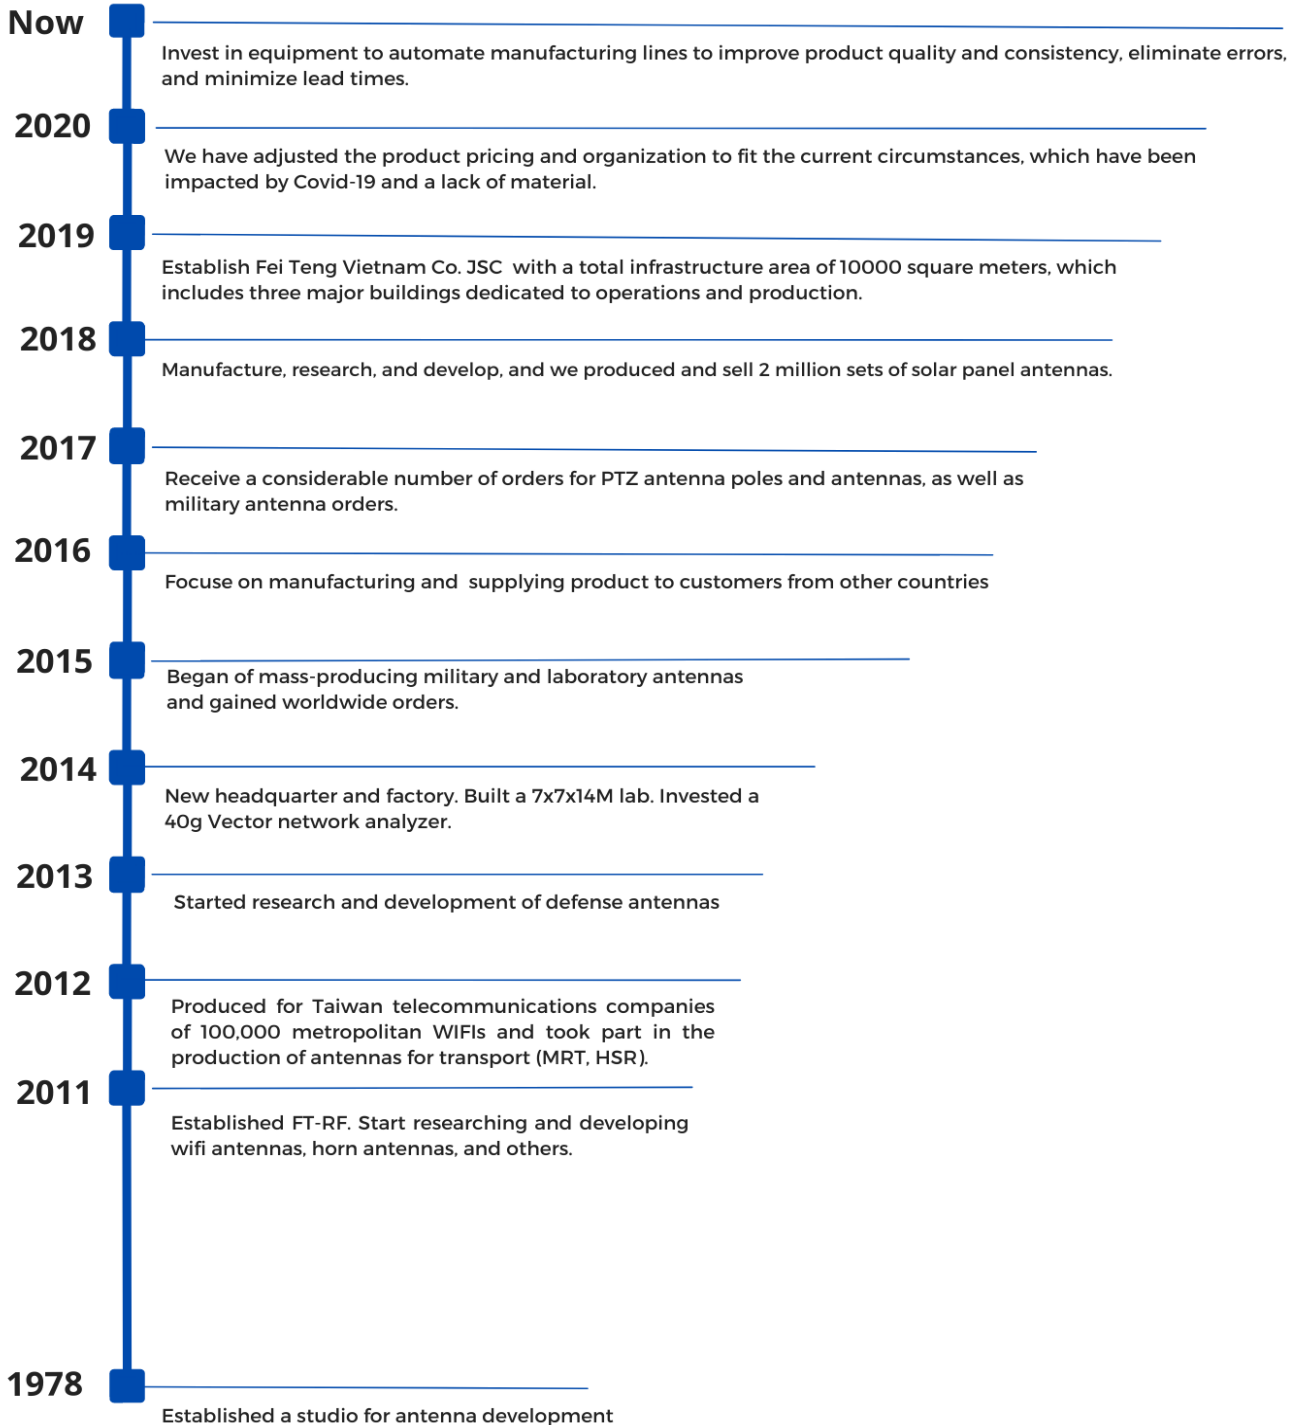 Now
Invest in equipment to automate manufacturing lines to improve product quality and consistency, eliminate errors,
and minimize lead times.
2020
We have adjusted the product pricing and organization to fit the current circumstances, which have been
impacted by Covid-19 and a lack of material.
2019
Establish Fei Teng Vietnam Co. JSC  with a total infrastructure area of 10000 square meters, which
includes three major buildings dedicated to operations and production.
2018
Manufacture, research, and develop, and we produced and sell 2 million sets of solar panel antennas.
2017
Receive a considerable number of orders for PTZ antenna poles and antennas, as well as
military antenna orders.
2016
Focuse on manufacturing and  supplying product to customers from other countries
2015
Began of mass-producing military and laboratory antennas
and gained worldwide orders.
2014
New headquarter and factory. Built a 7x7x14M lab. Invested a
40g Vector network analyzer.
2013
Started research and development of defense antennas
2012
Produced for Taiwan telecommunications companies
of 100,000 metropolitan WIFIs and took part in the
production of antennas for transport (MRT, HSR).
2011
Established FT-RF. Start researching and developing
wifi antennas, horn antennas, and others.
1978
Established a studio for antenna development